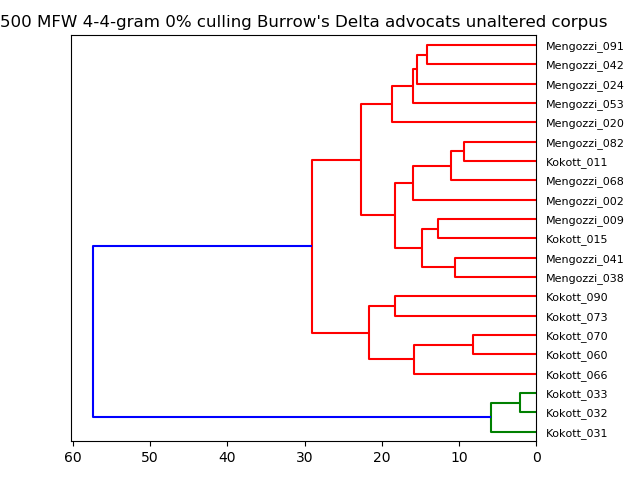 500 MFW 4-4-gram 0% culling Burrow's Delta advocats unaltered corpus
Mengozzi_091
Mengozzi_042
Mengozzi_024
Mengozzi_053
Mengozzi_020
Mengozzi_082
Kokott_011
Mengozzi_068
Mengozzi_002
Mengozzi_009
Kokott_015
Mengozzi_041
Mengozzi_038
Kokott_090
Kokott_073
Kokott_070
Kokott_060
Kokott_066
Kokott_033
Kokott_032
Kokott_031
60 50 40 30 20 10 0